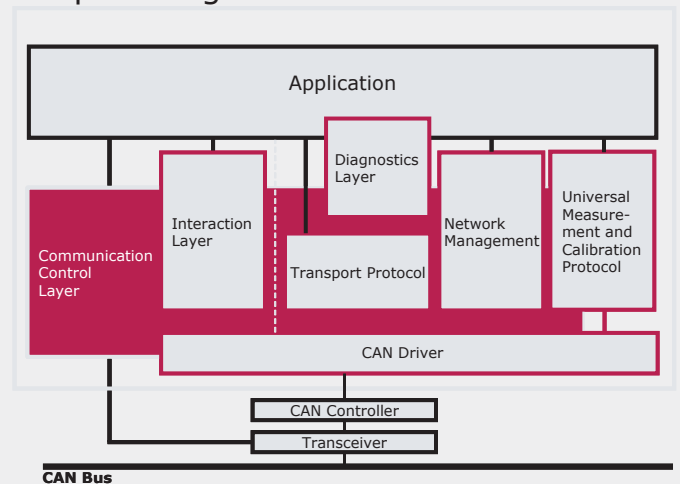 Application
Diagnostics
Layer
Interaction
Layer
Network
Management
Universal
Measure-
ment and
Calibration
Protocol
Communication
Control
Layer
Transport Protocol
CAN Driver
CAN Controller
Transceiver
CAN Bus